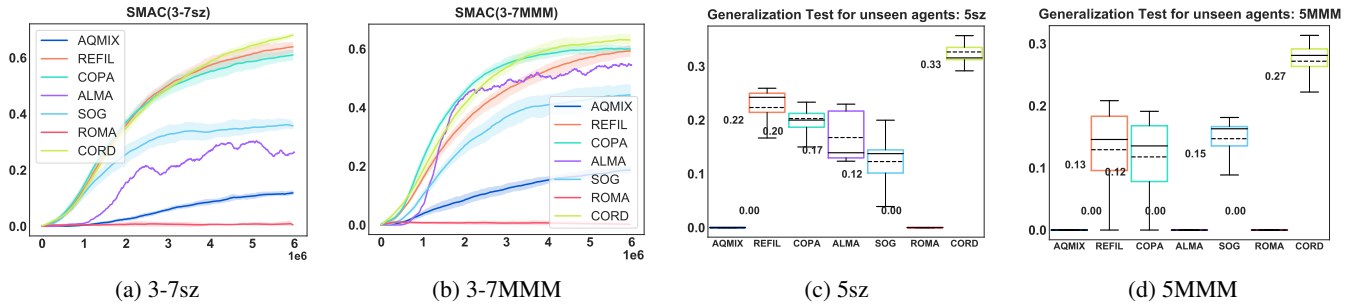 SMAC(3-7sz)
0.6
0.4
0.2
0.0
AQMIX
REFIL
COPA
ALMA
SOG
ROMA
CORD
0 1 2 3 4 5 6
1e6
(a) 3-7sz
SMAC(3-7MMM)
0.6
0.5
0.4
0.3
0.2
0.1
0.0
AQMIX
REFIL
COPA
ALMA
SOG
ROMA
CORD
0 1 2 3 4 5 6
1e6
(b) 3-7MMM
Generalization Test for unseen agents: 5sz
0.3
0.2
0.1
0.0
0.00
0.22
0.20
0.17
0.12
0.00
0.33
AQMIX REFIL COPA ALMA SOG ROMA CORD
(c) 5sz
Generalization Test for unseen agents: 5MMM
0.3
0.2
0.1
0.0
0.00
0.13
0.12
0.00
0.15
0.00
0.27
AQMIX REFIL COPA ALMA SOG ROMA CORD
(d) 5MMM